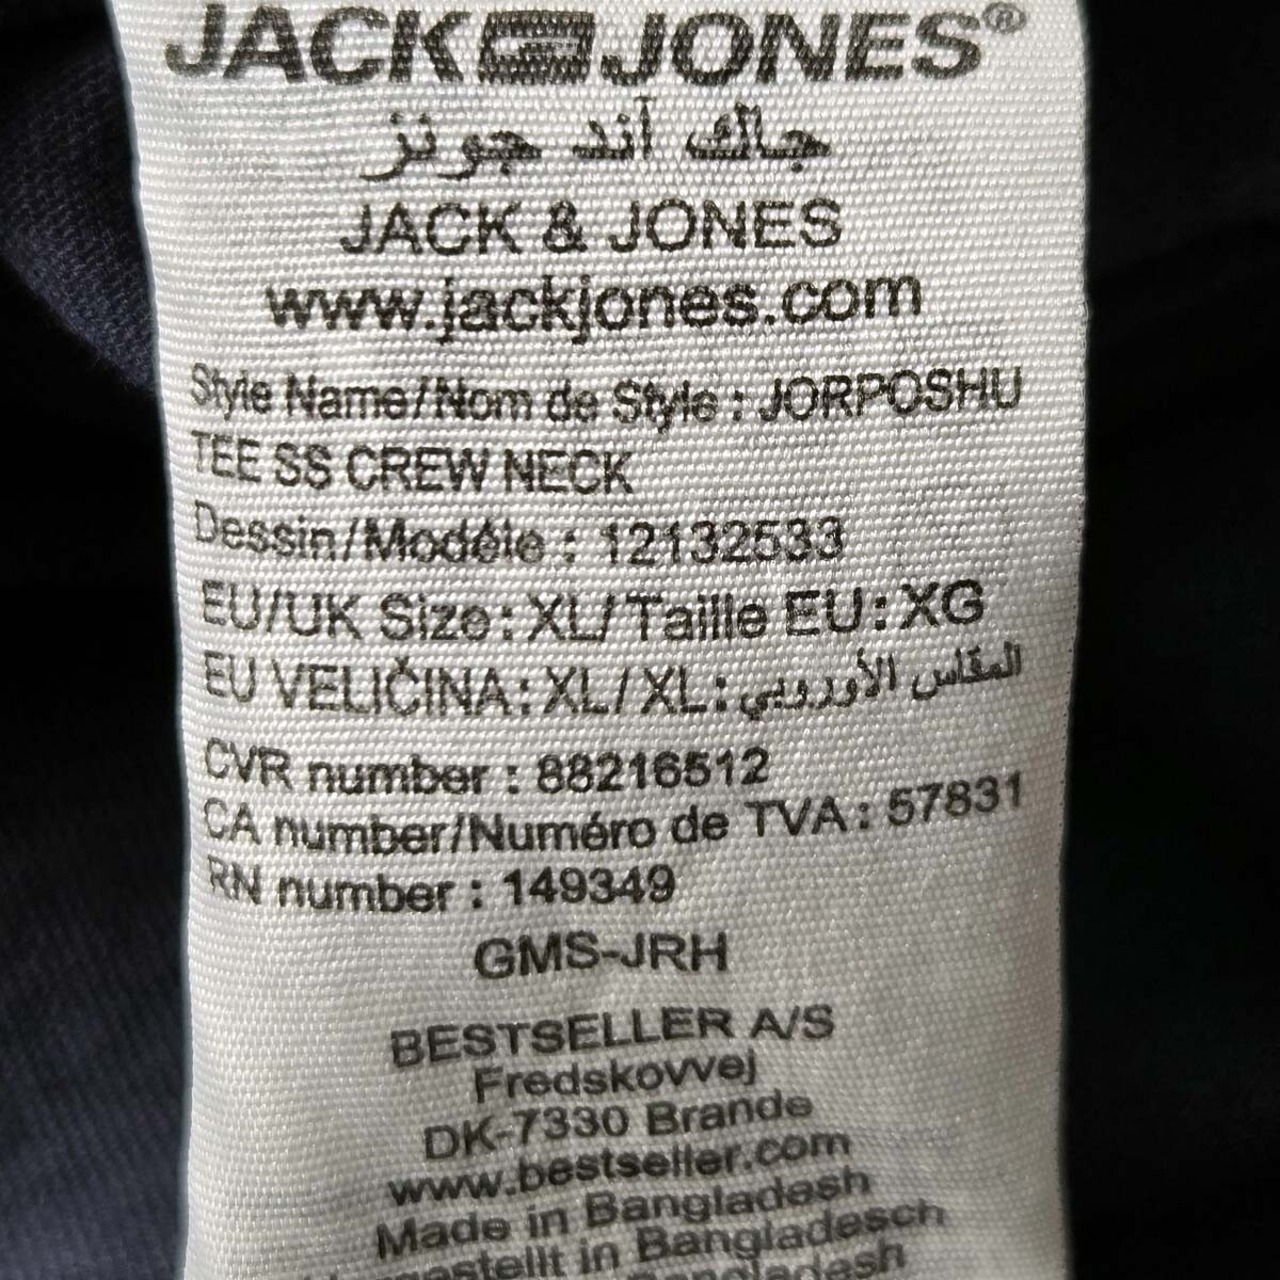 JACK JONES®
جاك آند جونز
JACK & JONES
www.jackjones.com
Style Name/Nom de Style : JORPOSHU
TEE SS CREW NECK
Dessin/Modéle : 12132533
EU/UK Size : XL/ Taille EU : XG
EU VELIČINA : XL/ XL : المقاس الأوروبي
CVR number : 88216512
CA number/Numéro de TVA : 57831
RN number : 149349
GMS-JRH
BESTSELLER A/S
Fredskovvej
DK-7330 Brande
www.bestseller.com
Made in Bangladesh
in Bangladesch